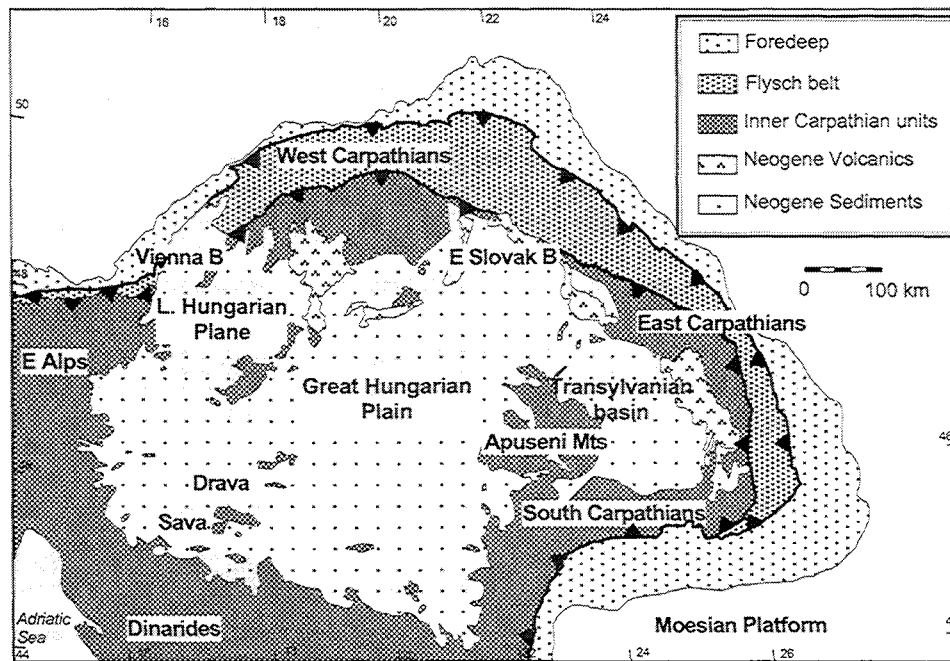 16
18
20
22
24
Foredeep
Flysch belt
Inner Carpathian units
Neogene Volcanics
Neogene Sediments
50
West Carpathians
Vienna B
E Slovak B
0 100 km
L. Hungarian
Plane
East Carpathians
E Alps
Great Hungarian
Plain
Transylvanian
basin
Apuseni Mts
Drava
Sava
South Carpathians
Adriatic
Sea
Dinarides
Moesian Platform
44
24
26